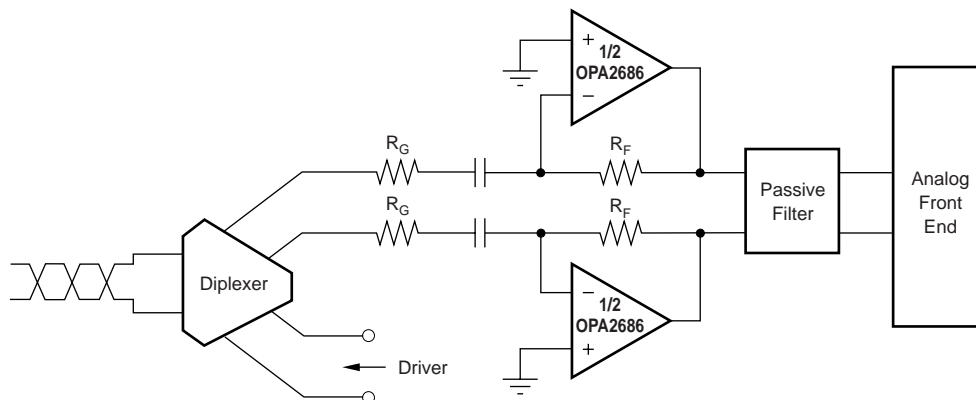 +
1/2
OPA2686
−
R_G
R_F
R_G
R_F
Passive
Filter
Analog
Front
End
Diplexer
−
1/2
OPA2686
+
Driver